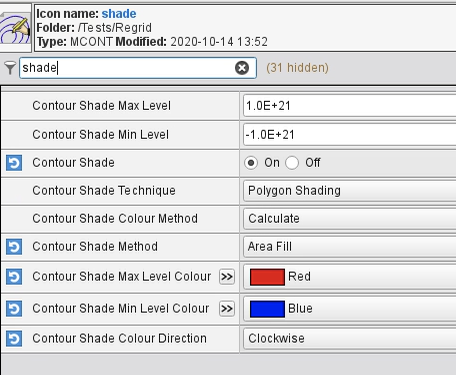 Icon name: shade
Folder: /Tests/Regrid
Type: MCONT Modified: 2020-10-14 13:52
shade (31 hidden)
Contour Shade Max Level 1.0E+21
Contour Shade Min Level -1.0E+21
Contour Shade On Off
Contour Shade Technique Polygon Shading
Contour Shade Colour Method Calculate
Contour Shade Method Area Fill
Contour Shade Max Level Colour >> Red
Contour Shade Min Level Colour >> Blue
Contour Shade Colour Direction Clockwise